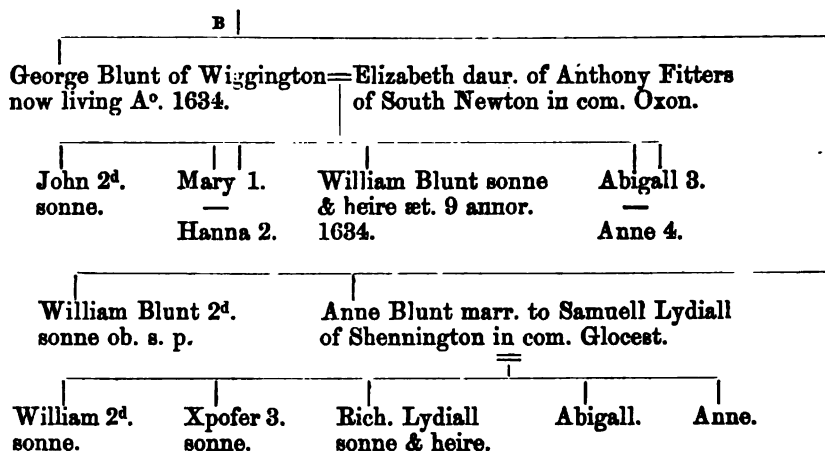 B
George Blunt of Wiggington=Elizabeth daur. of Anthony Fitters
now living Aº. 1634. of South Newton in com. Oxon.
John 2ᵈ. Mary 1. William Blunt sonne Abigall 3.
sonne. — & heire æt. 9 annor. —
Hanna 2. 1634. Anne 4.
William Blunt 2ᵈ. Anne Blunt marr. to Samuell Lydiall
sonne ob. s. p. of Shennington in com. Glocest.
=
William 2ᵈ. Xpofer 3. Rich. Lydiall Abigall. Anne.
sonne. sonne. sonne & heire.